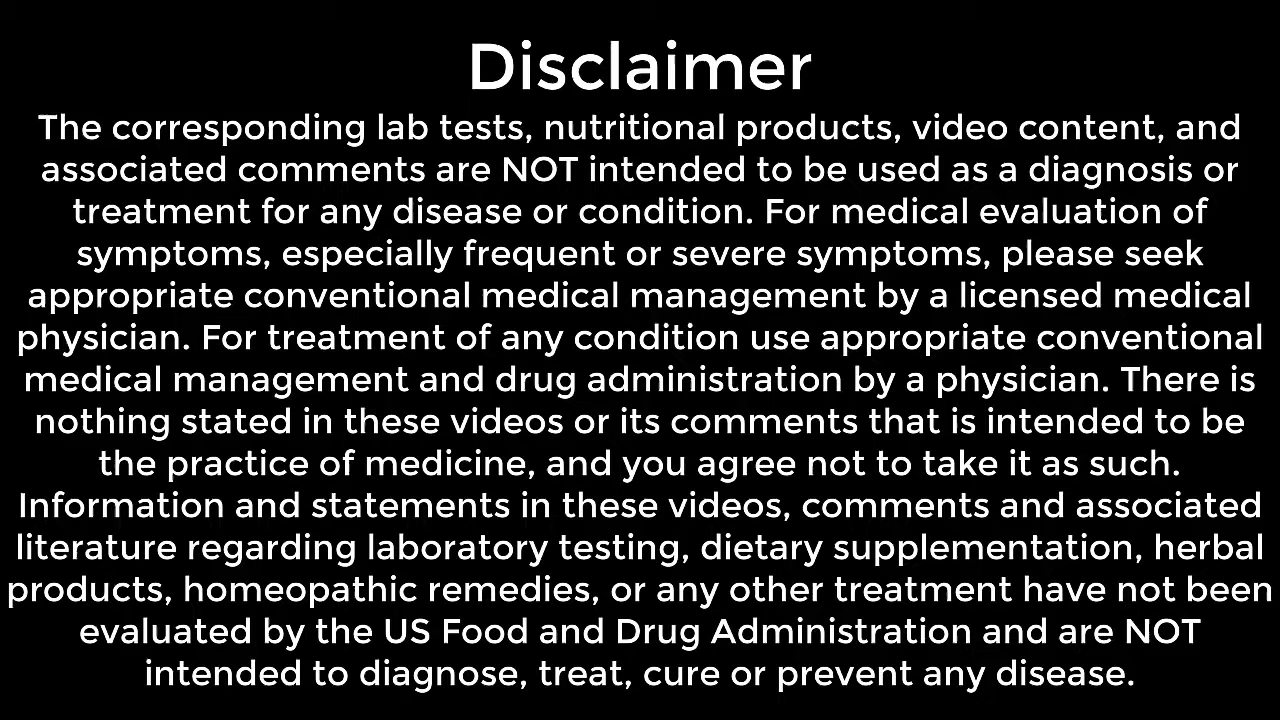 Disclaimer
The corresponding lab tests, nutritional products, video content, and
associated comments are NOT intended to be used as a diagnosis or
treatment for any disease or condition. For medical evaluation of
symptoms, especially frequent or severe symptoms, please seek
appropriate conventional medical management by a licensed medical
physician. For treatment of any condition use appropriate conventional
medical management and drug administration by a physician. There is
nothing stated in these videos or its comments that is intended to be
the practice of medicine, and you agree not to take it as such.
Information and statements in these videos, comments and associated
literature regarding laboratory testing, dietary supplementation, herbal
products, homeopathic remedies, or any other treatment have not been
evaluated by the US Food and Drug Administration and are NOT
intended to diagnose, treat, cure or prevent any disease.